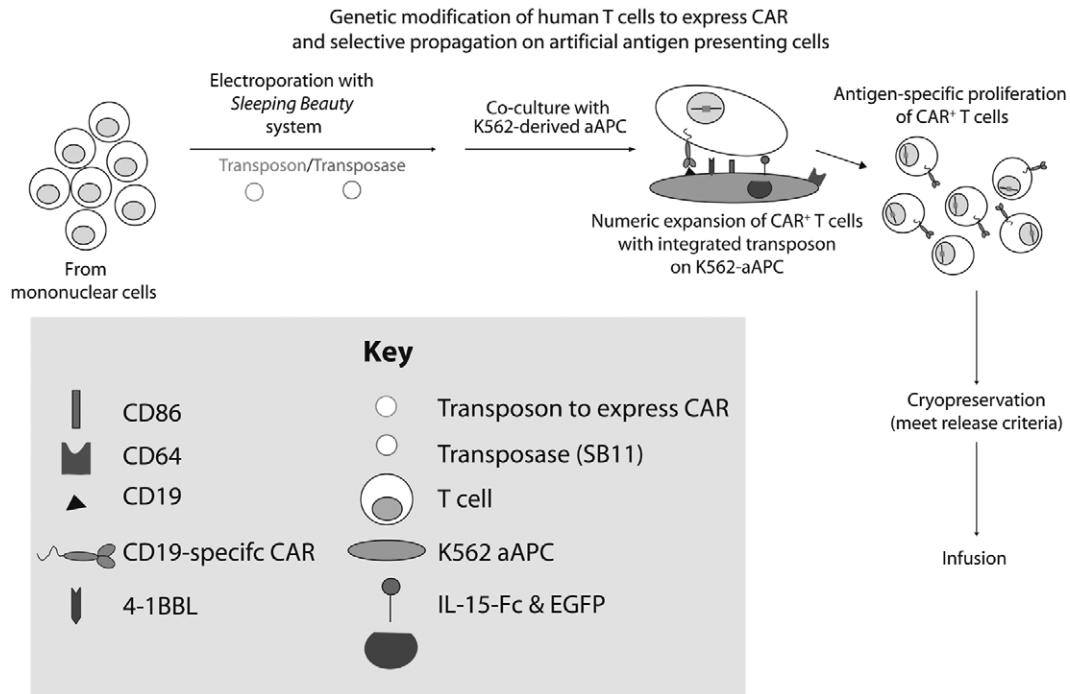 Genetic modification of human T cells to express CAR
and selective propagation on artificial antigen presenting cells
Electroporation with
Sleeping Beauty
system
Transposon/Transposase
Co-culture with
K562-derived aAPC
Antigen-specific proliferation
of CAR+ T cells
From
mononuclear cells
Numeric expansion of CAR+ T cells
with integrated transposon
on K562-aAPC
Cryopreservation
(meet release criteria)
Infusion
Key
CD86
CD64
CD19
CD19-specifc CAR
4-1BBL
Transposon to express CAR
Transposase (SB11)
T cell
K562 aAPC
IL-15-Fc & EGFP